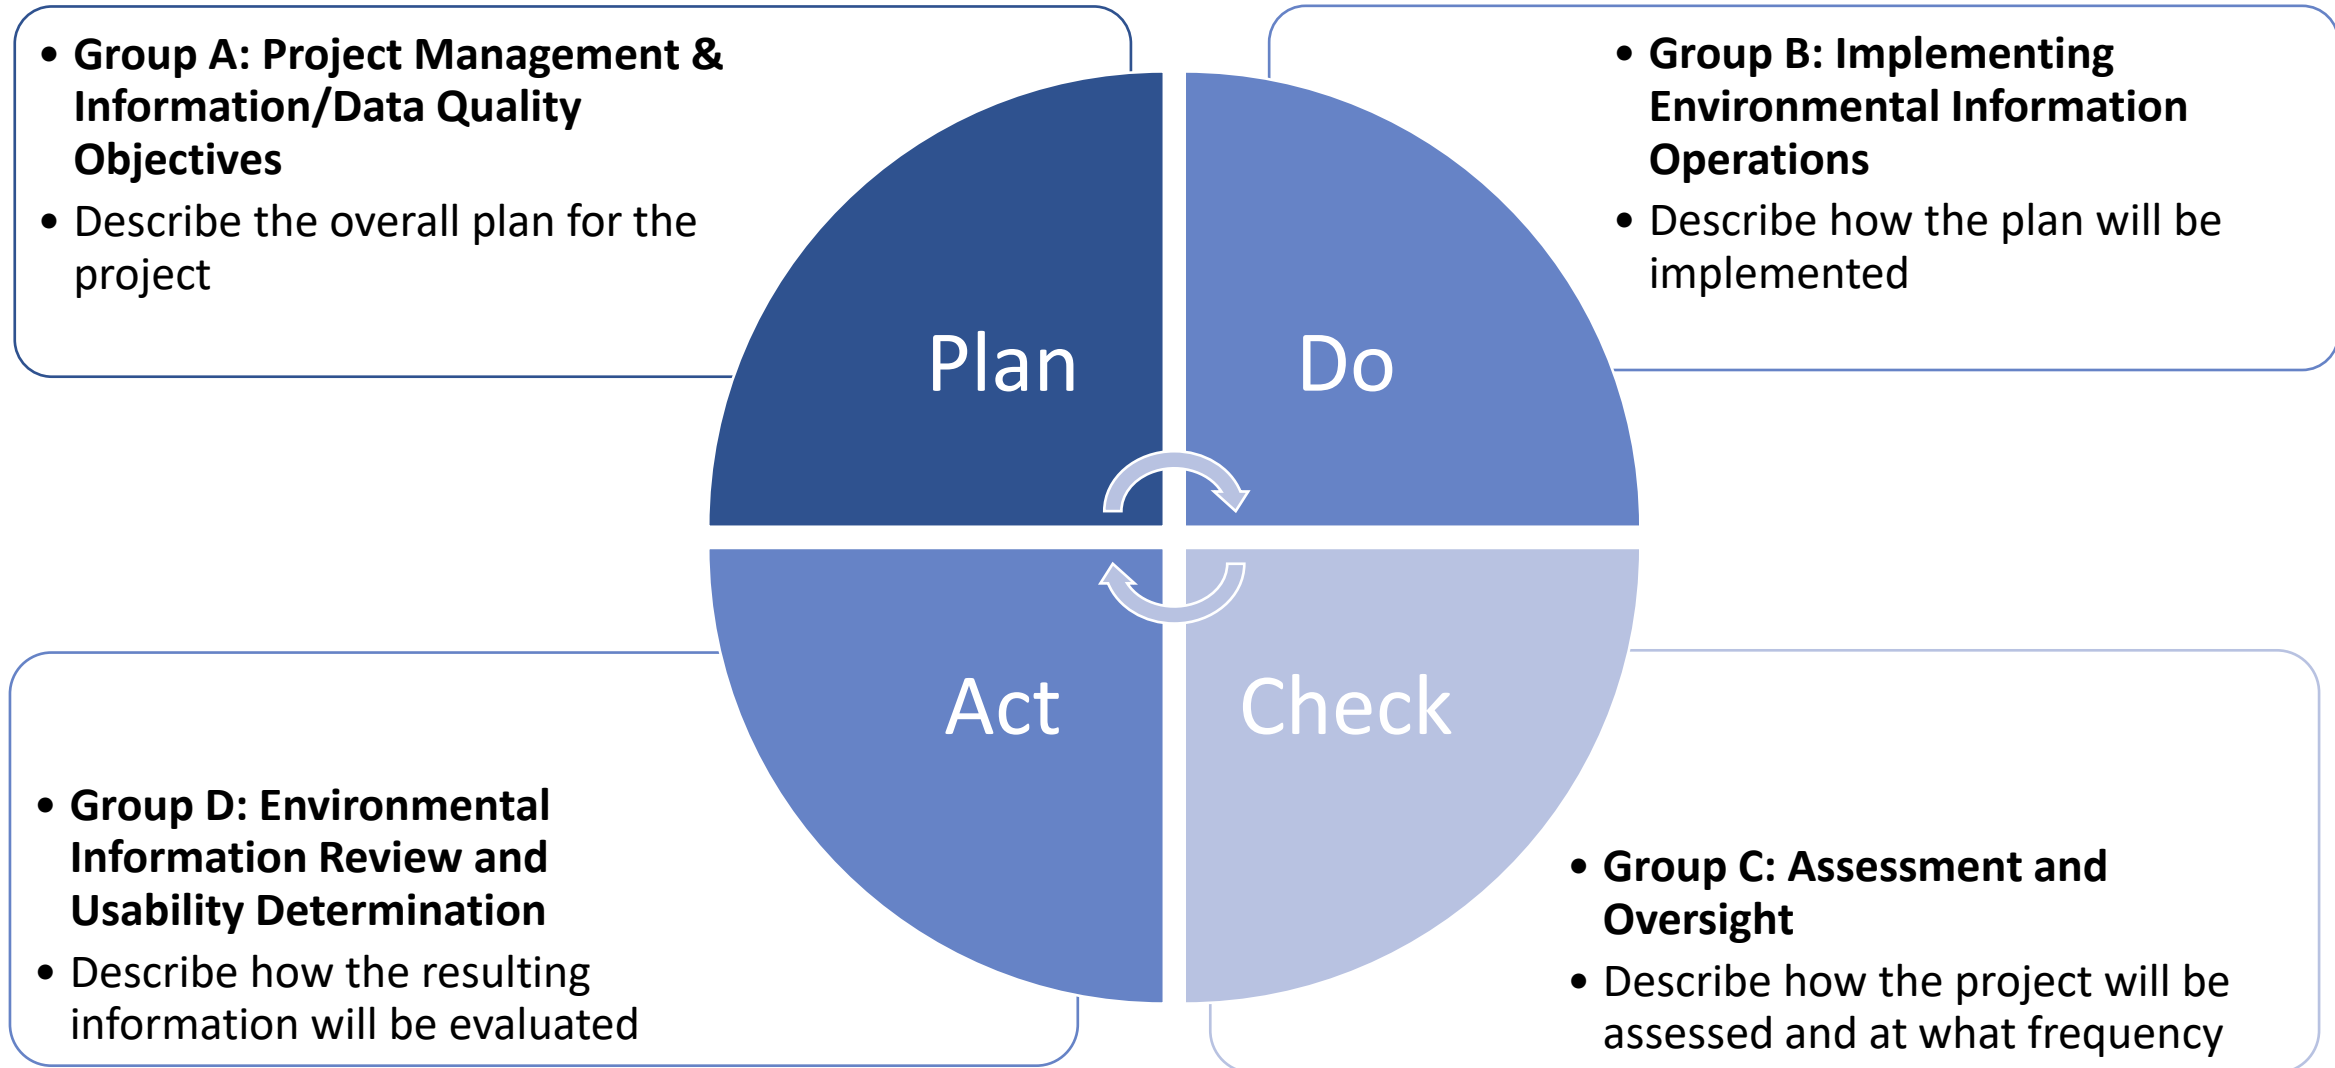 • Group A: Project Management &
Information/Data Quality
Objectives
• Describe the overall plan for the
project
• Group B: Implementing
Environmental Information
Operations
• Describe how the plan will be
implemented
Plan
Do
Act
Check
• Group D: Environmental
Information Review and
Usability Determination
• Describe how the resulting
information will be evaluated
• Group C: Assessment and
Oversight
• Describe how the project will be
assessed and at what frequency